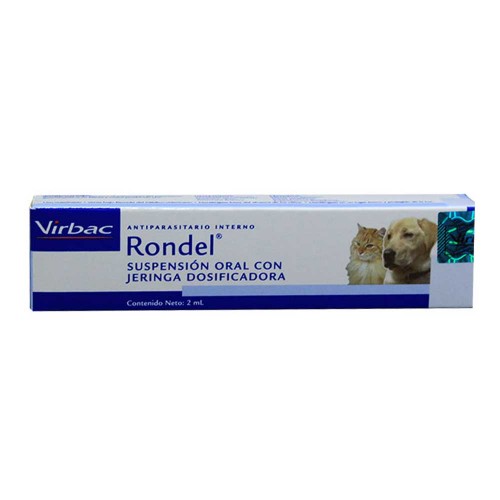 Virbac
ANTIPARASITARIO INTERNO
Rondel®
SUSPENSIÓN ORAL CON
JERINGA DOSIFICADORA
Contenido Neto: 2 mL